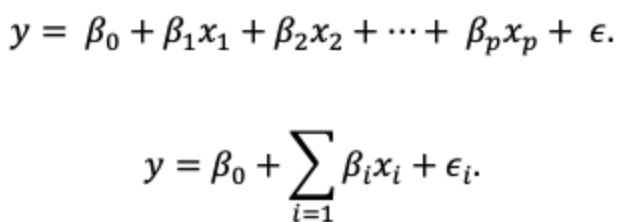 y = β₀ + β₁x₁ + β₂x₂ + ⋯ + βₚxₚ + ϵ.
y = β₀ + ∑ᵢ₌₁ βᵢxᵢ + ϵᵢ.